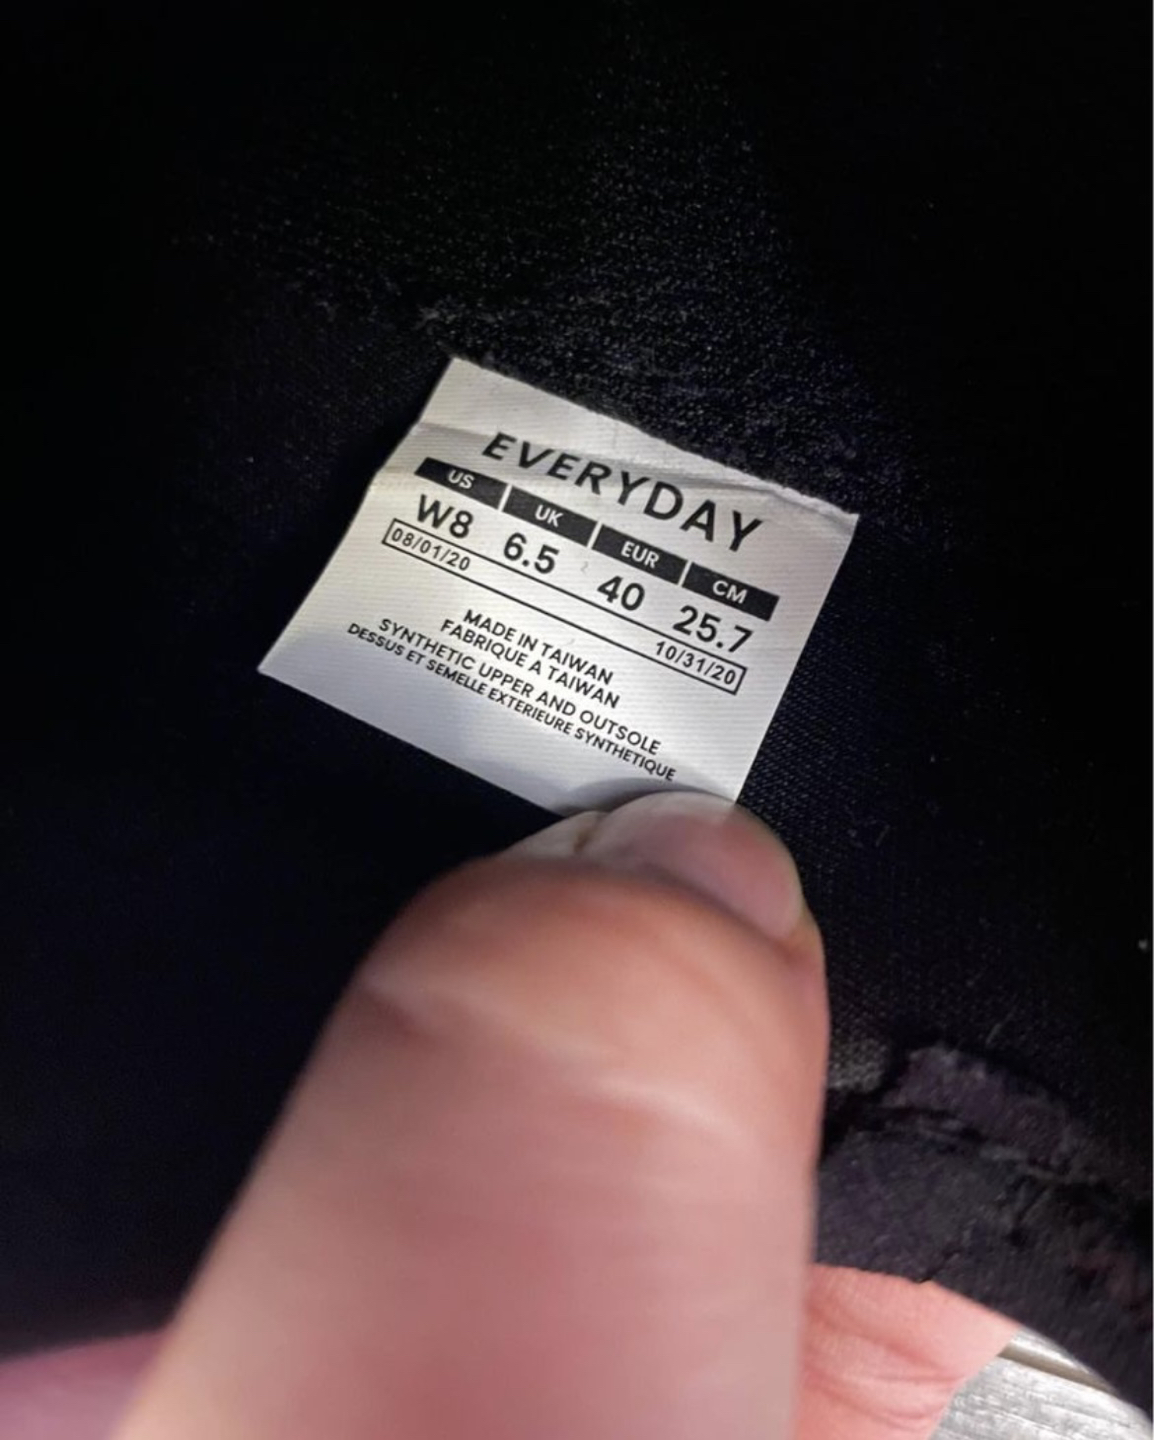 EVERYDAY
US UK EUR CM
W8 6.5 40 25.7
08/01/20 10/31/20
MADE IN TAIWAN
FABRIQUE A TAIWAN
SYNTHETIC UPPER AND OUTSOLE
DESSUS ET SEMELLE EXTERIEURE SYNTHETIQUE